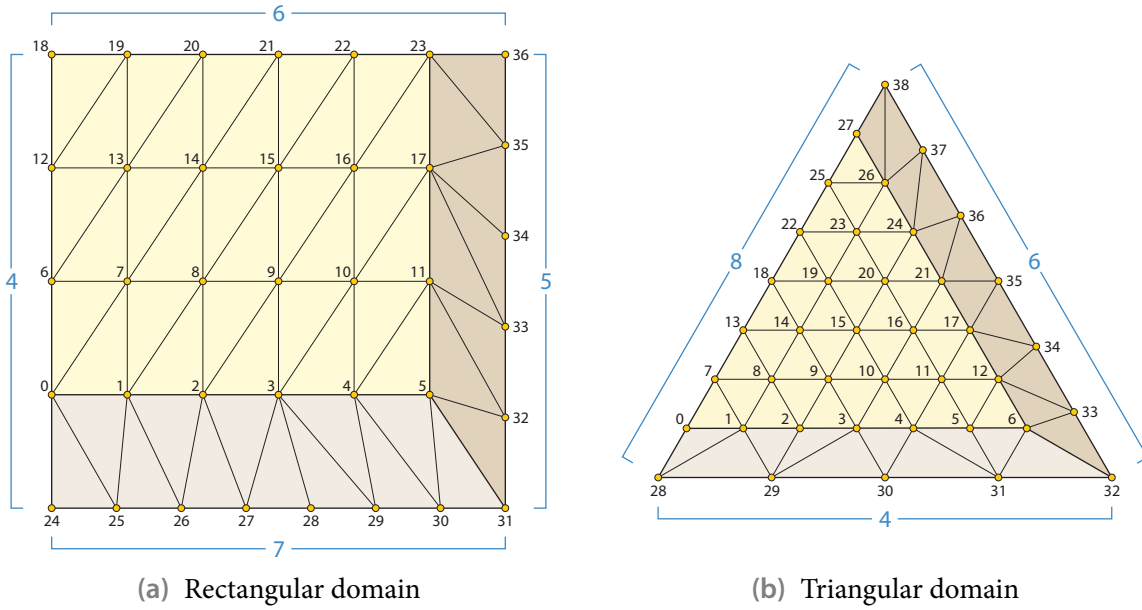 6
18 19 20 21 22 23 36
35
12 13 14 15 16 17
34
4 6 7 8 9 10 11 5
33
0 1 2 3 4 5
32
24 25 26 27 28 29 30 31
7
(a) Rectangular domain
38
27
37
25 26
36
22 23 24
8 6
18 19 20 21 35
13 14 15 16 17
34
7 8 9 10 11 12
33
0 1 2 3 4 5 6
28 29 30 31 32
4
(b) Triangular domain